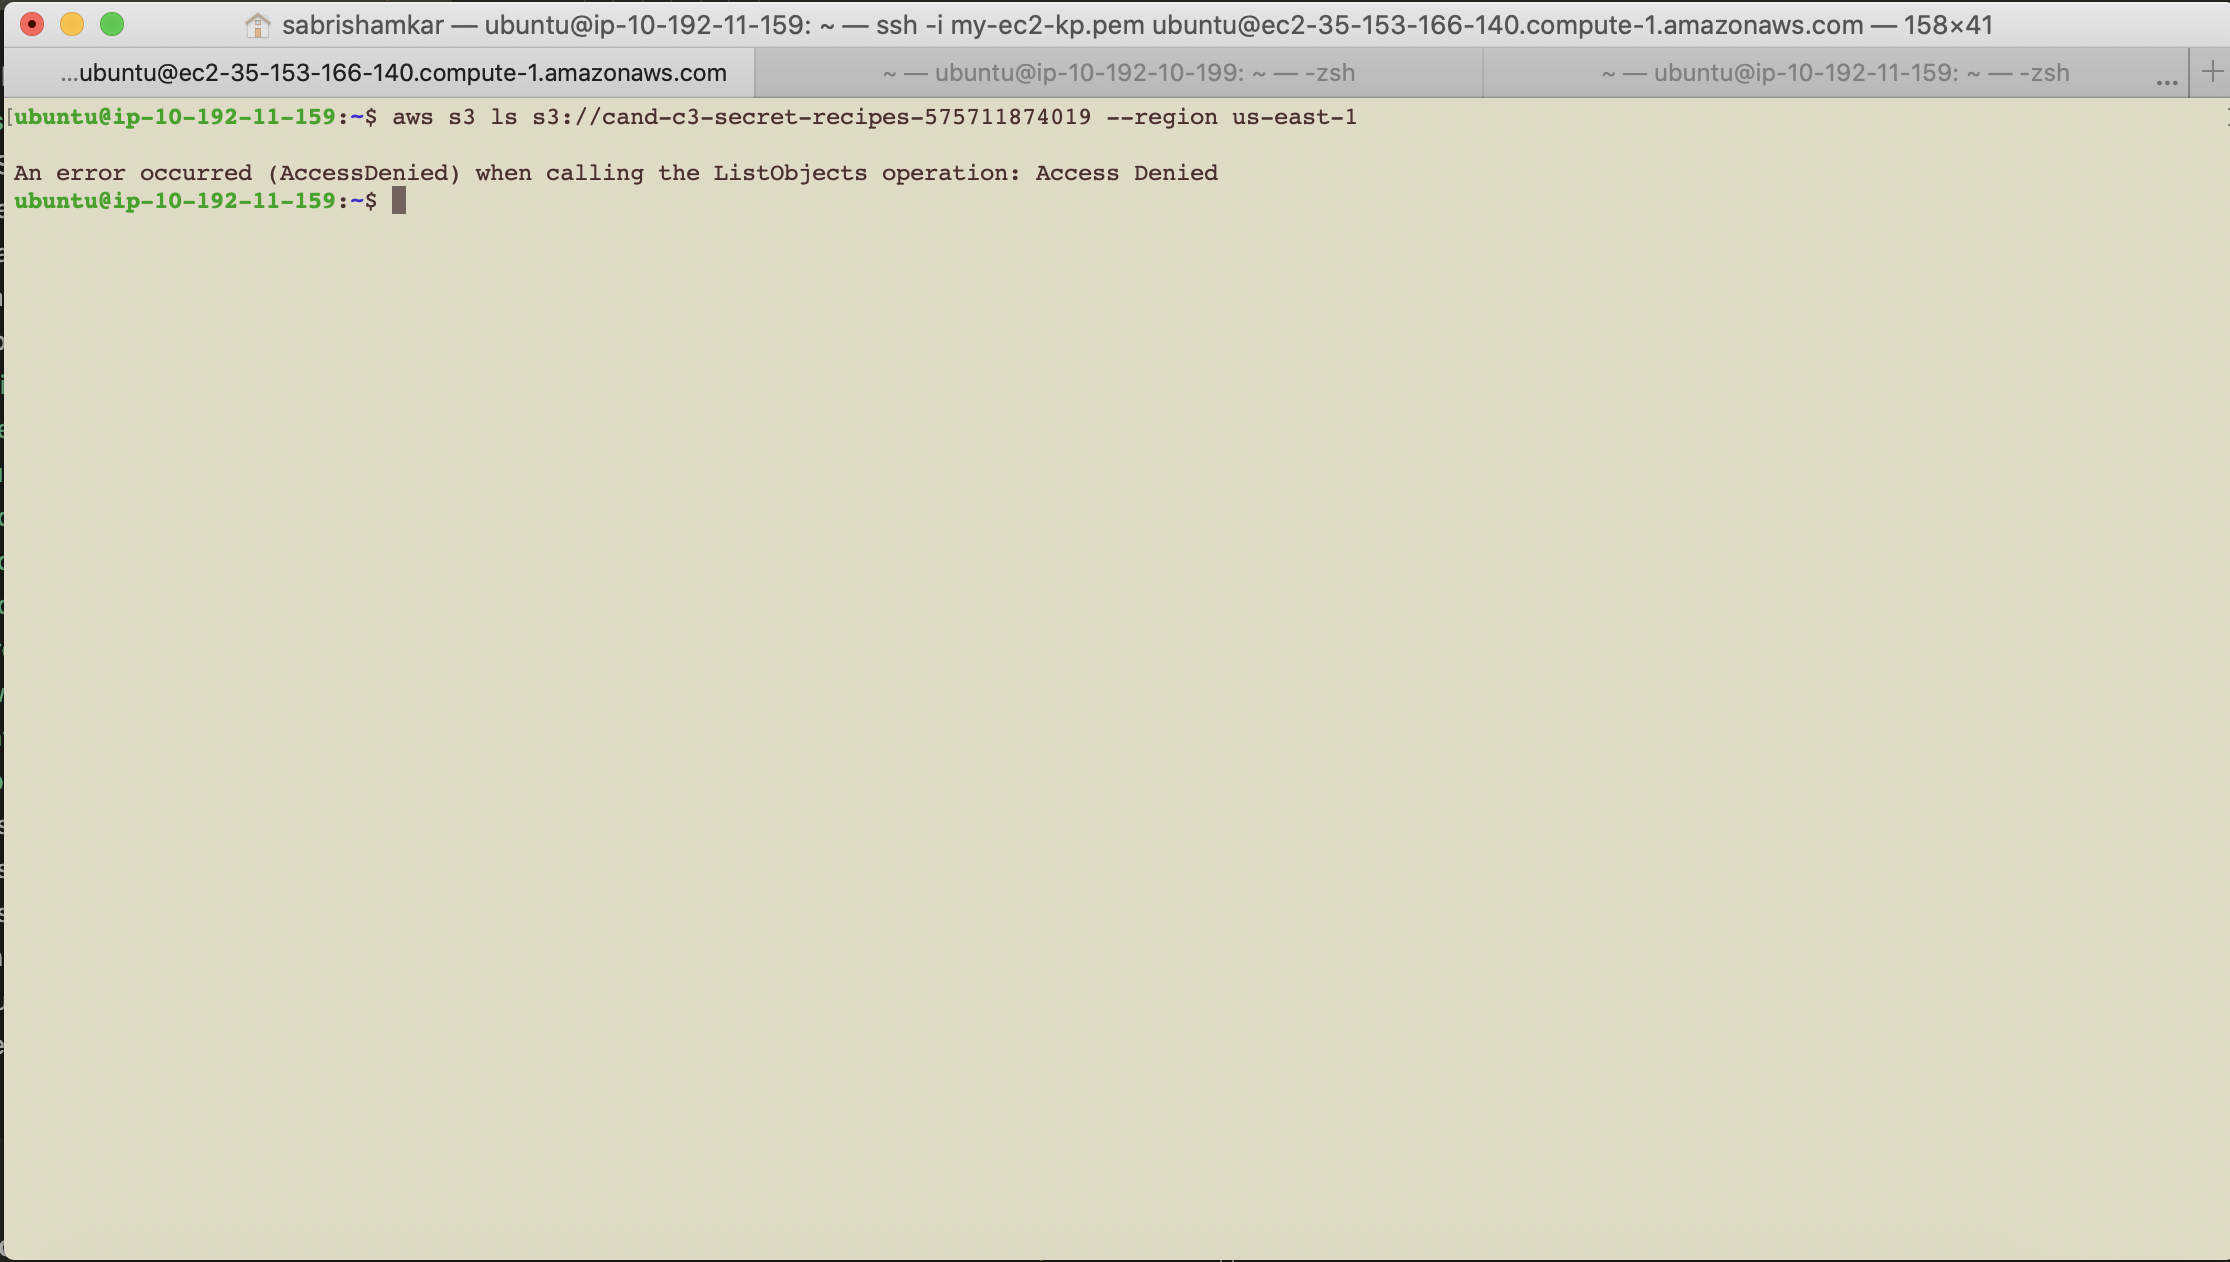 sabrishamkar — ubuntu@ip-10-192-11-159: ~ — ssh -i my-ec2-kp.pem ubuntu@ec2-35-153-166-140.compute-1.amazonaws.com — 158×41
...ubuntu@ec2-35-153-166-140.compute-1.amazonaws.com
~ — ubuntu@ip-10-192-10-199: ~ — -zsh
~ — ubuntu@ip-10-192-11-159: ~ — -zsh
...
[ubuntu@ip-10-192-11-159:~$ aws s3 ls s3://cand-c3-secret-recipes-575711874019 --region us-east-1
An error occurred (AccessDenied) when calling the ListObjects operation: Access Denied
ubuntu@ip-10-192-11-159:~$